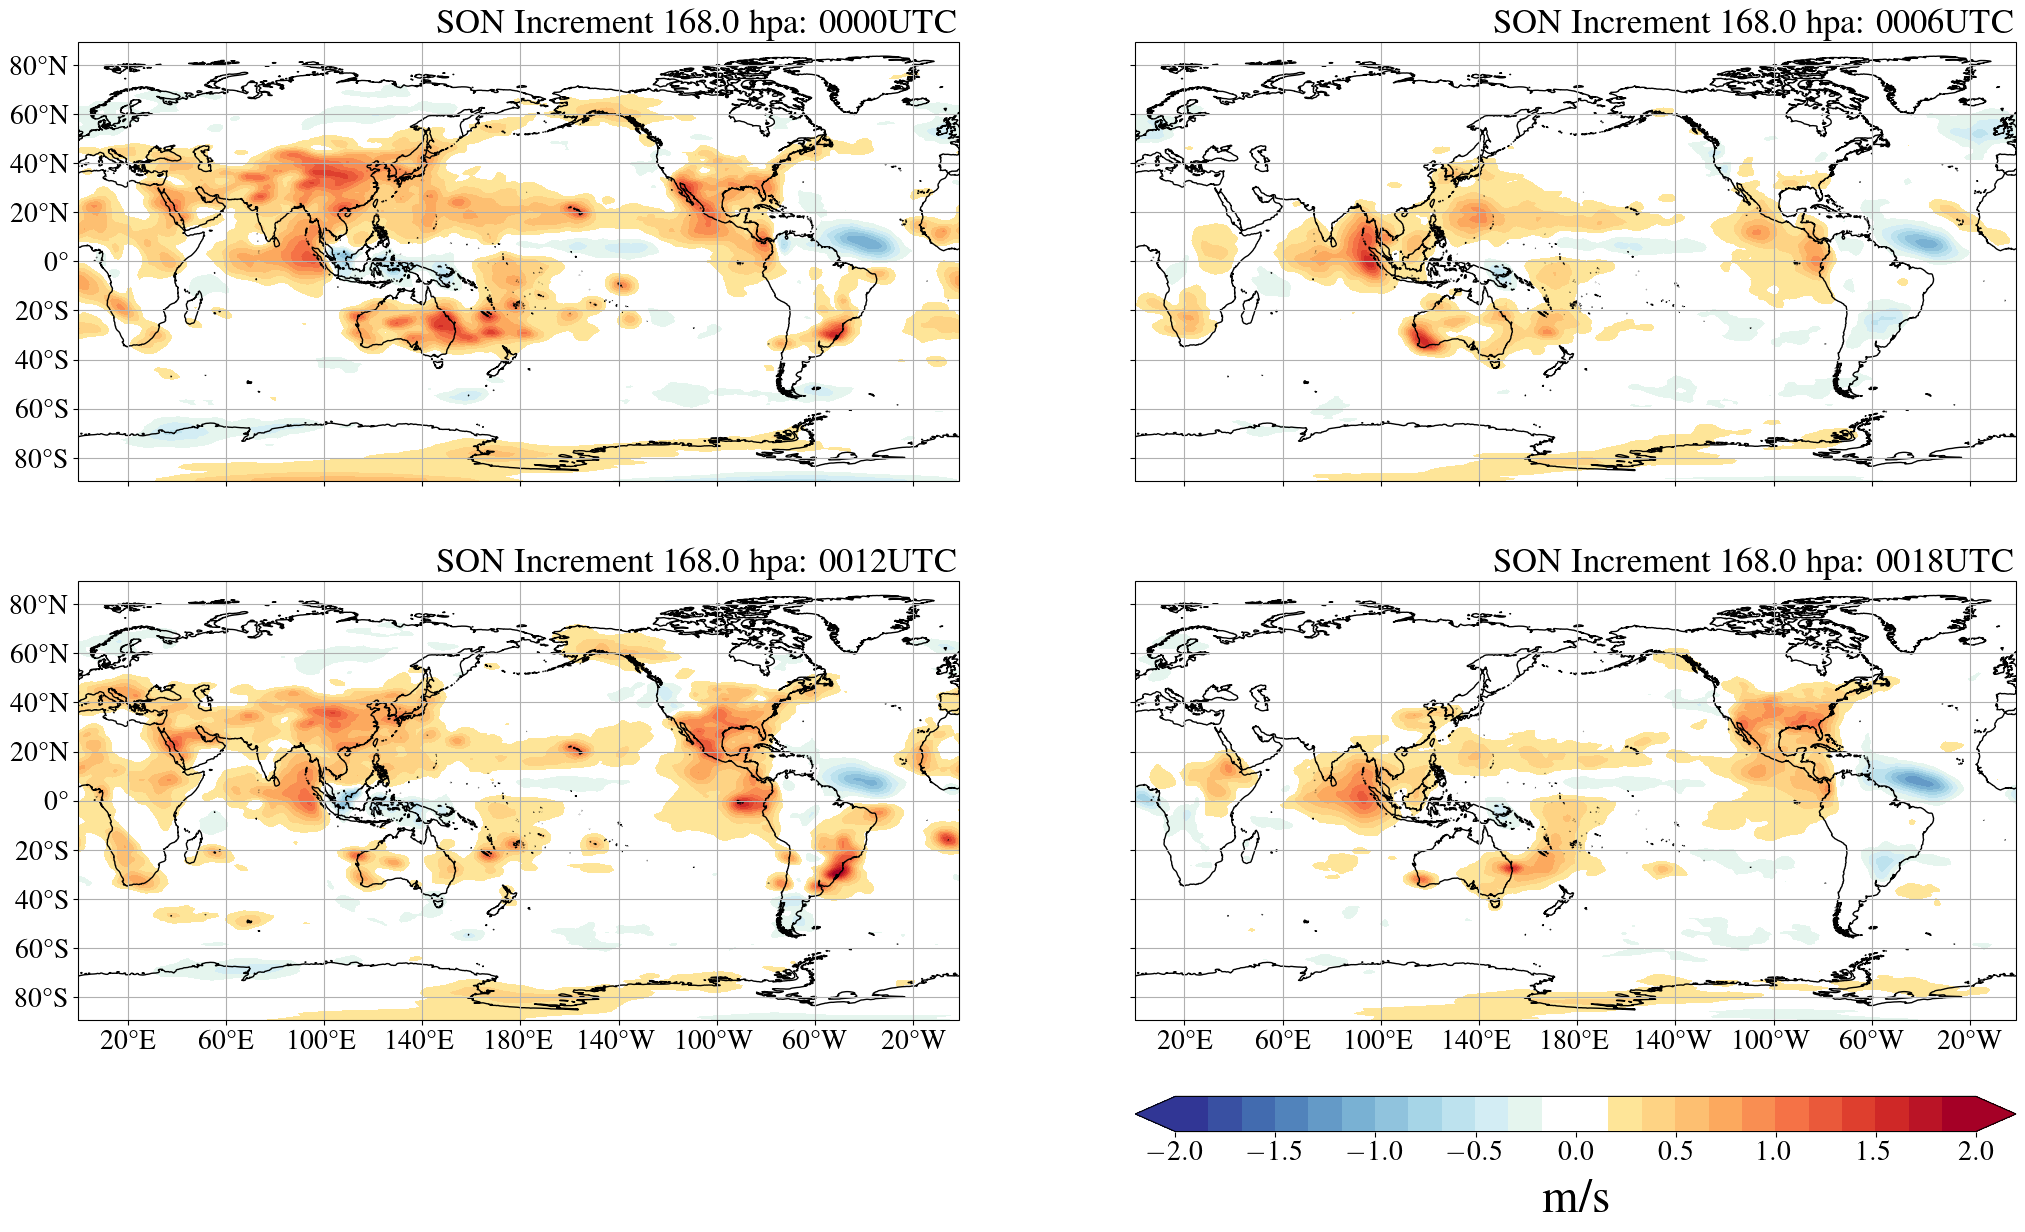 SON Increment 168.0 hpa: 0000UTC
SON Increment 168.0 hpa: 0006UTC
80°N
60°N
40°N
20°N
0°
20°S
40°S
60°S
80°S
SON Increment 168.0 hpa: 0012UTC
SON Increment 168.0 hpa: 0018UTC
80°N
60°N
40°N
20°N
0°
20°S
40°S
60°S
80°S
20°E 60°E 100°E 140°E 180°E 140°W 100°W 60°W 20°W
20°E 60°E 100°E 140°E 180°E 140°W 100°W 60°W 20°W
−2.0 −1.5 −1.0 −0.5 0.0 0.5 1.0 1.5 2.0
m/s